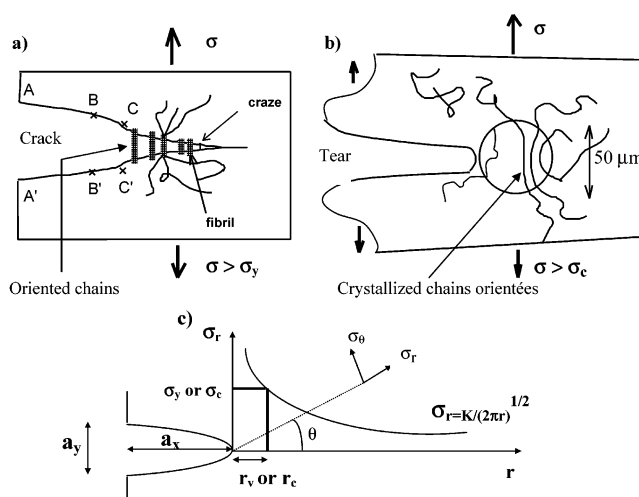 a)
σ
A
B
C
craze
Crack
A'
B'
C'
fibril
σ > σy
Oriented chains
b)
σ
Tear
50 μm
σ > σc
Crystallized chains orientées
c)
σr
σθ
σr
σy or σc
σr=K/(2πr)^1/2
ay
ax
θ
ry or rc
r